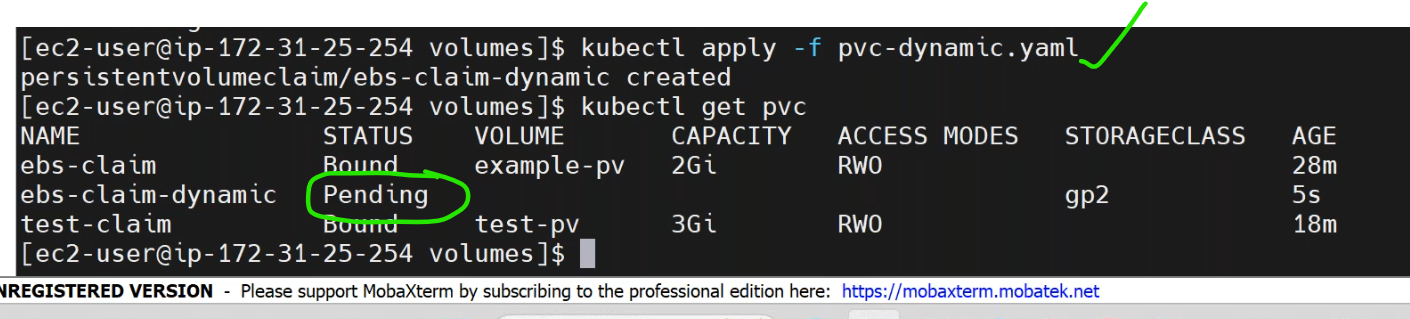 [ec2-user@ip-172-31-25-254 volumes]$ kubectl apply -f pvc-dynamic.yaml
persistentvolumeclaim/ebs-claim-dynamic created
[ec2-user@ip-172-31-25-254 volumes]$ kubectl get pvc
NAME STATUS VOLUME CAPACITY ACCESS MODES STORAGECLASS AGE
ebs-claim Bound example-pv 2Gi RWO 28m
ebs-claim-dynamic Pending gp2 5s
test-claim Bound test-pv 3Gi RWO 18m
[ec2-user@ip-172-31-25-254 volumes]$
NREGISTERED VERSION - Please support MobaXterm by subscribing to the professional edition here: https://mobaxterm.mobatek.net